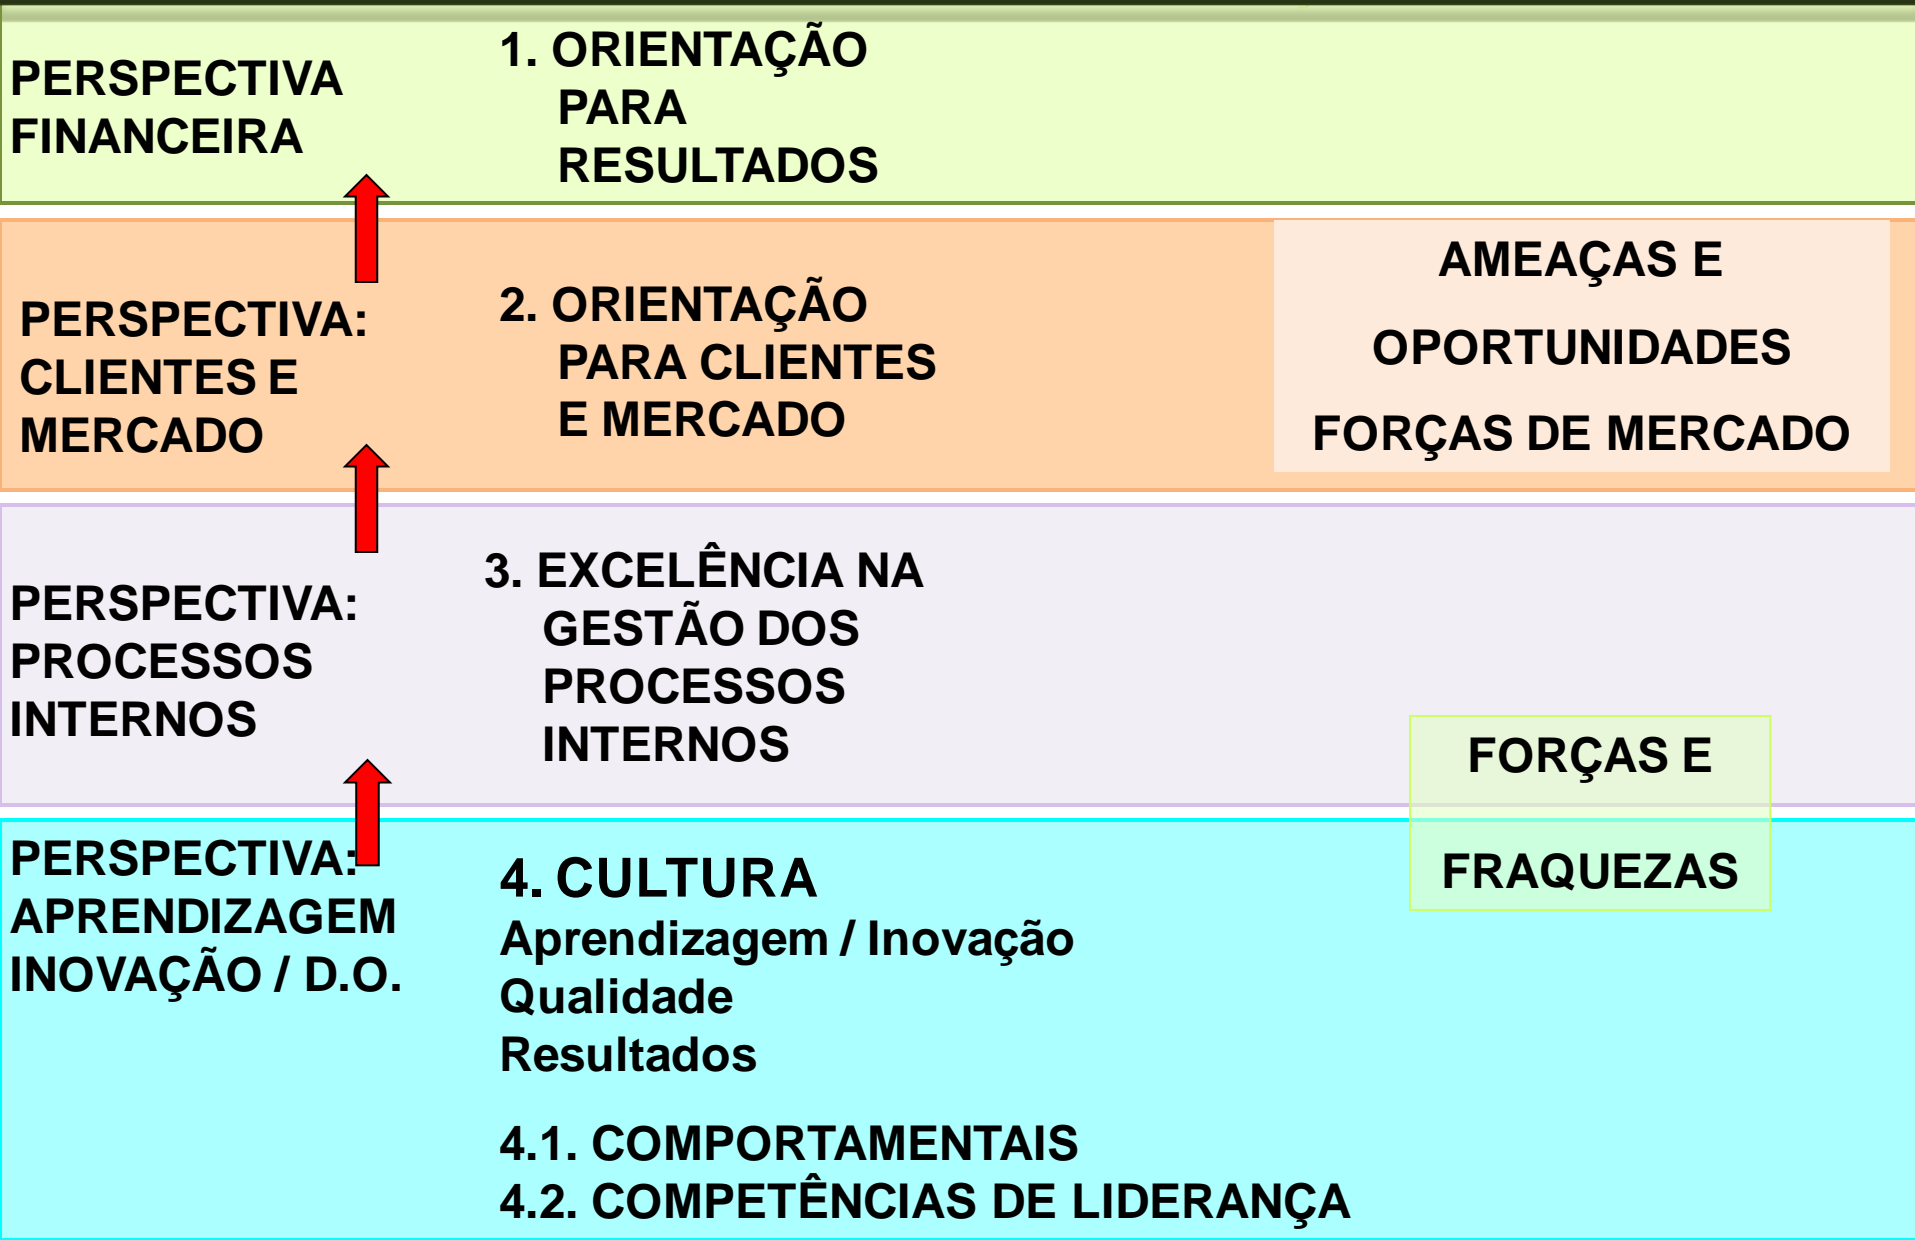 PERSPECTIVA
FINANCEIRA
1. ORIENTAÇÃO
PARA
RESULTADOS
PERSPECTIVA:
CLIENTES E
MERCADO
2. ORIENTAÇÃO
PARA CLIENTES
E MERCADO
AMEAÇAS E
OPORTUNIDADES
FORÇAS DE MERCADO
PERSPECTIVA:
PROCESSOS
INTERNOS
3. EXCELÊNCIA NA
GESTÃO DOS
PROCESSOS
INTERNOS
FORÇAS E
FRAQUEZAS
PERSPECTIVA:
APRENDIZAGEM
INOVAÇÃO / D.O.
4. CULTURA
Aprendizagem / Inovação
Qualidade
Resultados
4.1. COMPORTAMENTAIS
4.2. COMPETÊNCIAS DE LIDERANÇA